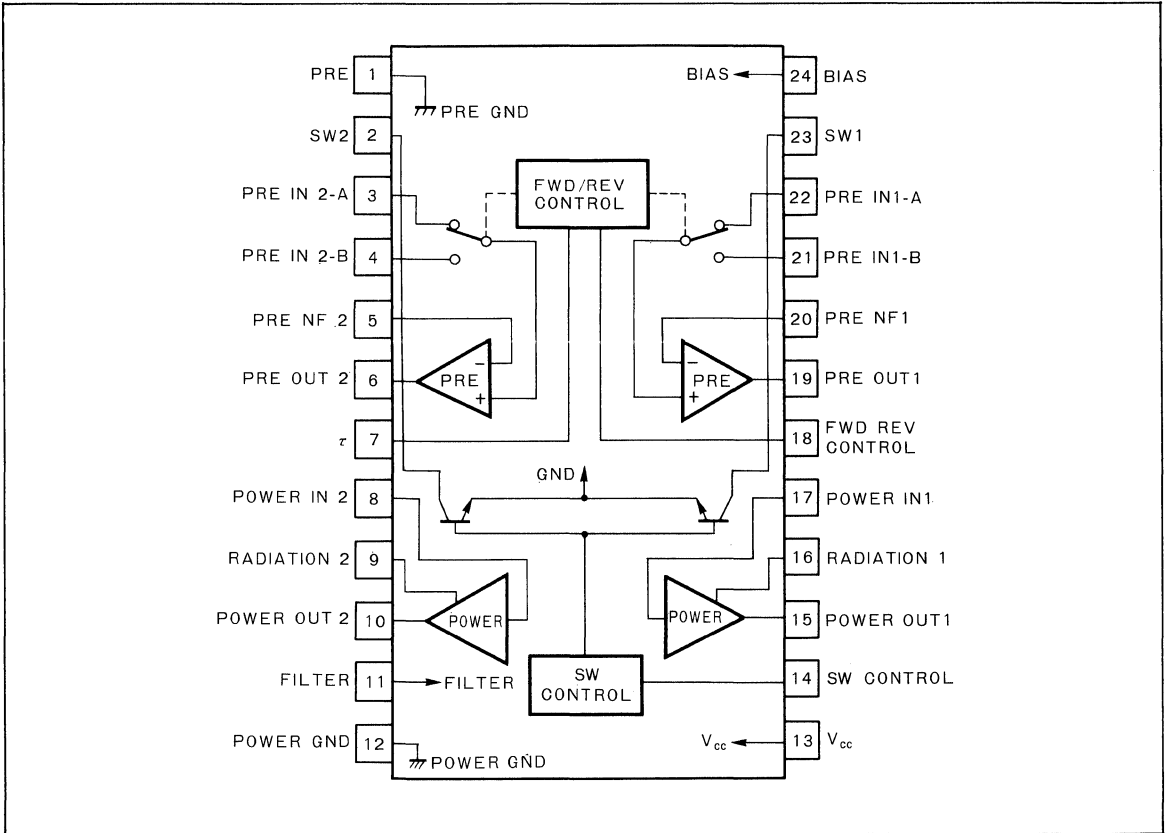 PRE 1
PRE GND
SW2 2
PRE IN 2-A 3
PRE IN 2-B 4
PRE NF 2 5
PRE OUT 2 6
τ 7
POWER IN 2 8
RADIATION 2 9
POWER OUT 2 10
FILTER 11
FILTER
POWER GND 12
POWER GND
BIAS
24 BIAS
23 SW1
22 PRE IN1-A
21 PRE IN1-B
20 PRE NF1
19 PRE OUT1
18 FWD REV
CONTROL
17 POWER IN1
16 RADIATION 1
15 POWER OUT1
14 SW CONTROL
Vcc
13 Vcc
FWD/REV
CONTROL
−
PRE
+
−
PRE
+
GND
POWER
POWER
SW
CONTROL